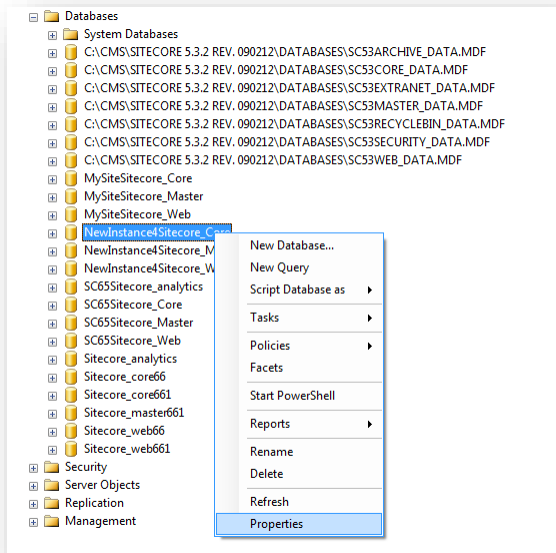 Databases
System Databases
C:\CMS\SITECORE 5.3.2 REV. 090212\DATABASES\SC53ARCHIVE_DATA.MDF
C:\CMS\SITECORE 5.3.2 REV. 090212\DATABASES\SC53CORE_DATA.MDF
C:\CMS\SITECORE 5.3.2 REV. 090212\DATABASES\SC53EXTRANET_DATA.MDF
C:\CMS\SITECORE 5.3.2 REV. 090212\DATABASES\SC53MASTER_DATA.MDF
C:\CMS\SITECORE 5.3.2 REV. 090212\DATABASES\SC53RECYCLEBIN_DATA.MDF
C:\CMS\SITECORE 5.3.2 REV. 090212\DATABASES\SC53SECURITY_DATA.MDF
C:\CMS\SITECORE 5.3.2 REV. 090212\DATABASES\SC53WEB_DATA.MDF
MySiteSitecore_Core
MySiteSitecore_Master
MySiteSitecore_Web
NewInstance4Sitecore_Core
NewInstance4Sitecore_M
NewInstance4Sitecore_W
SC65Sitecore_analytics
SC65Sitecore_Core
SC65Sitecore_Master
SC65Sitecore_Web
Sitecore_analytics
Sitecore_core66
Sitecore_core661
Sitecore_master661
Sitecore_web66
Sitecore_web661
Security
Server Objects
Replication
Management
New Database...
New Query
Script Database as
Tasks
Policies
Facets
Start PowerShell
Reports
Rename
Delete
Refresh
Properties